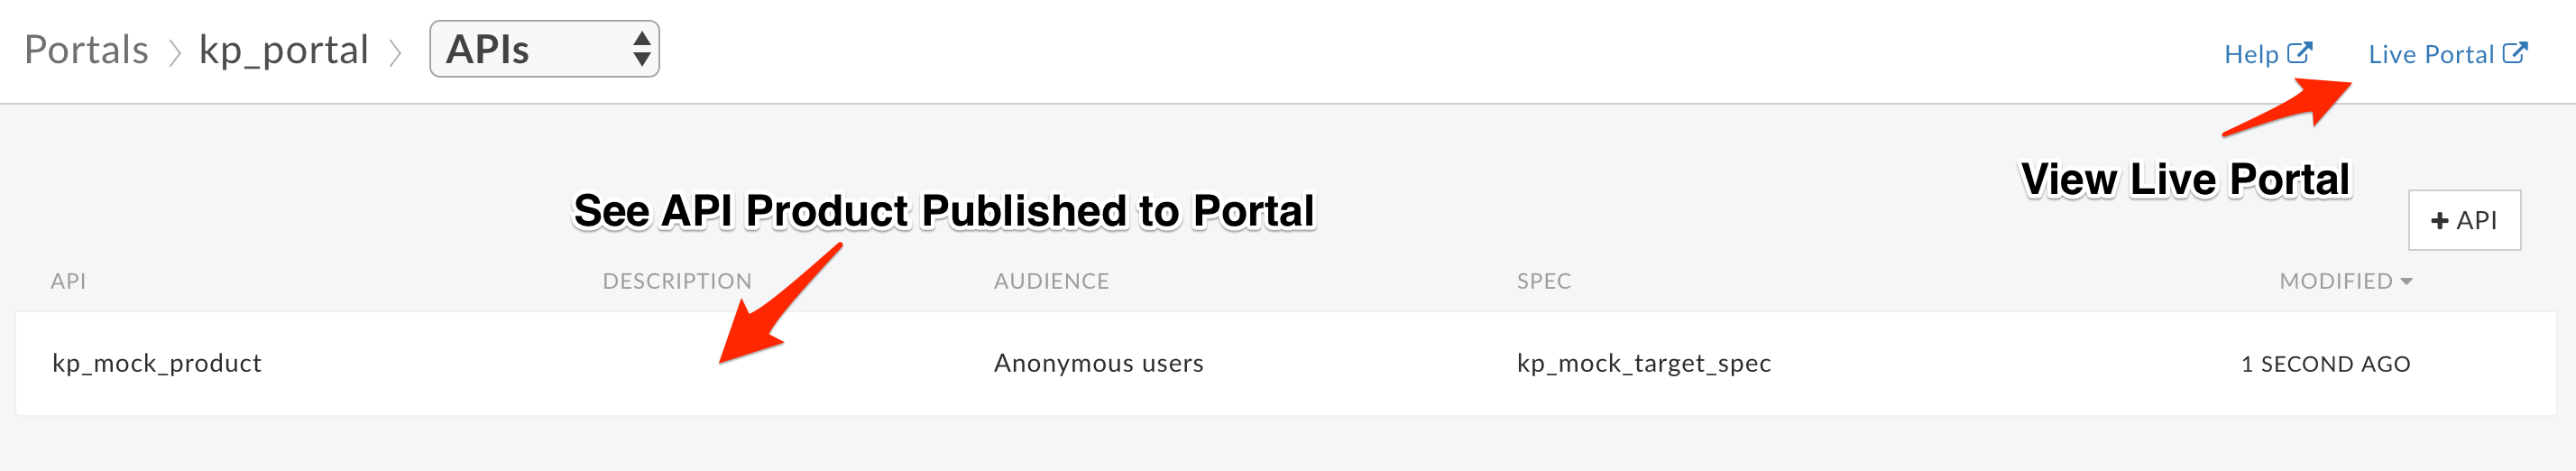 Portals kp_portal APIs Help Live Portal
View Live Portal
See API Product Published to Portal
+ API
API DESCRIPTION AUDIENCE SPEC MODIFIED
kp_mock_product Anonymous users kp_mock_target_spec 1 SECOND AGO